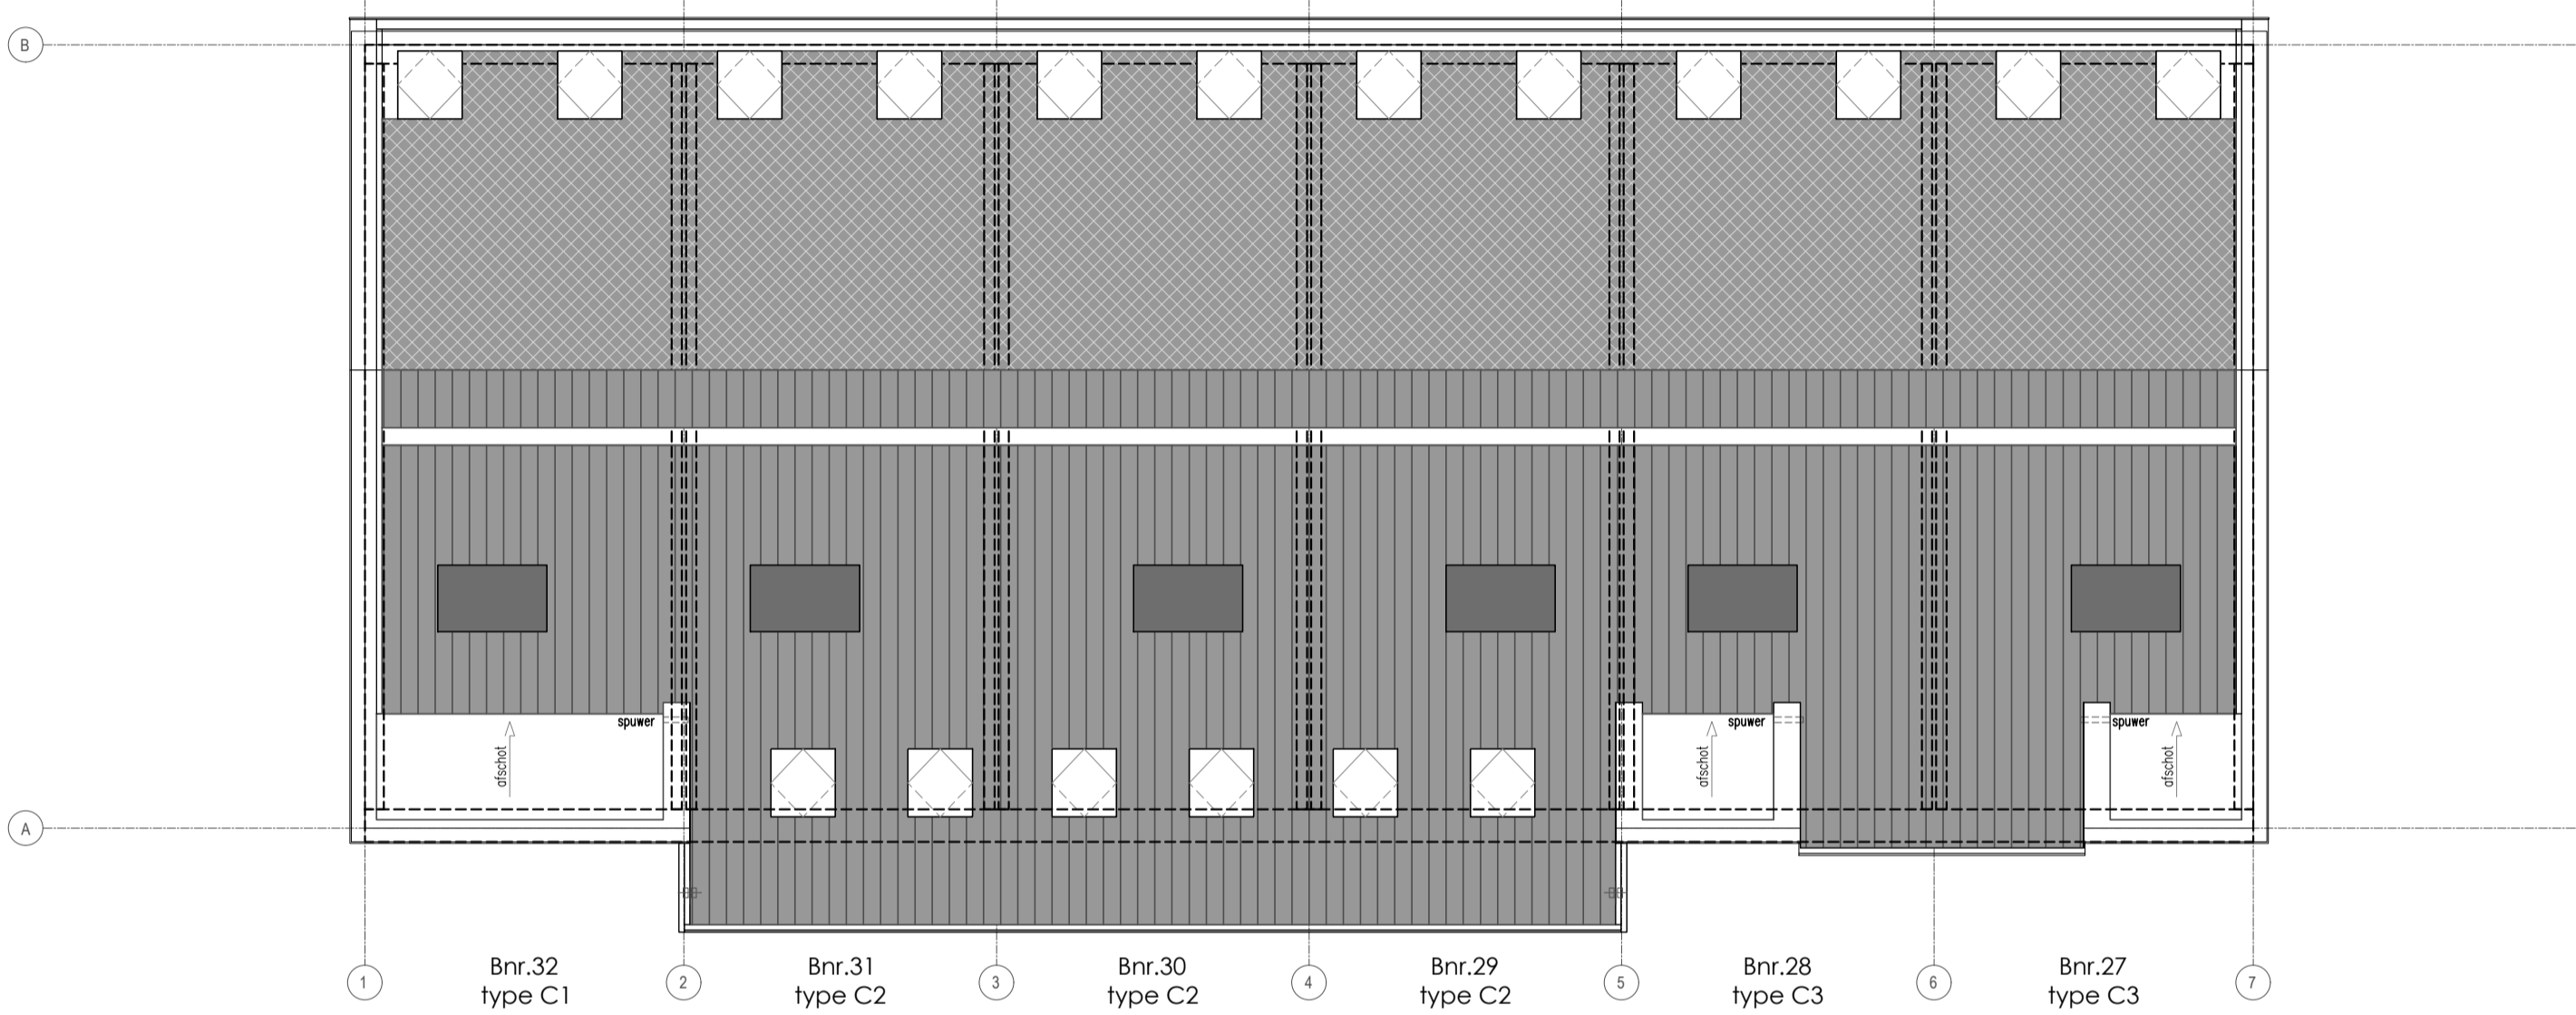 B
spuwer
spuwer
spuwer
afschot
afschot
afschot
A
1
Bnr.32
type C1
2
Bnr.31
type C2
3
Bnr.30
type C2
4
Bnr.29
type C2
5
Bnr.28
type C3
6
Bnr.27
type C3
7